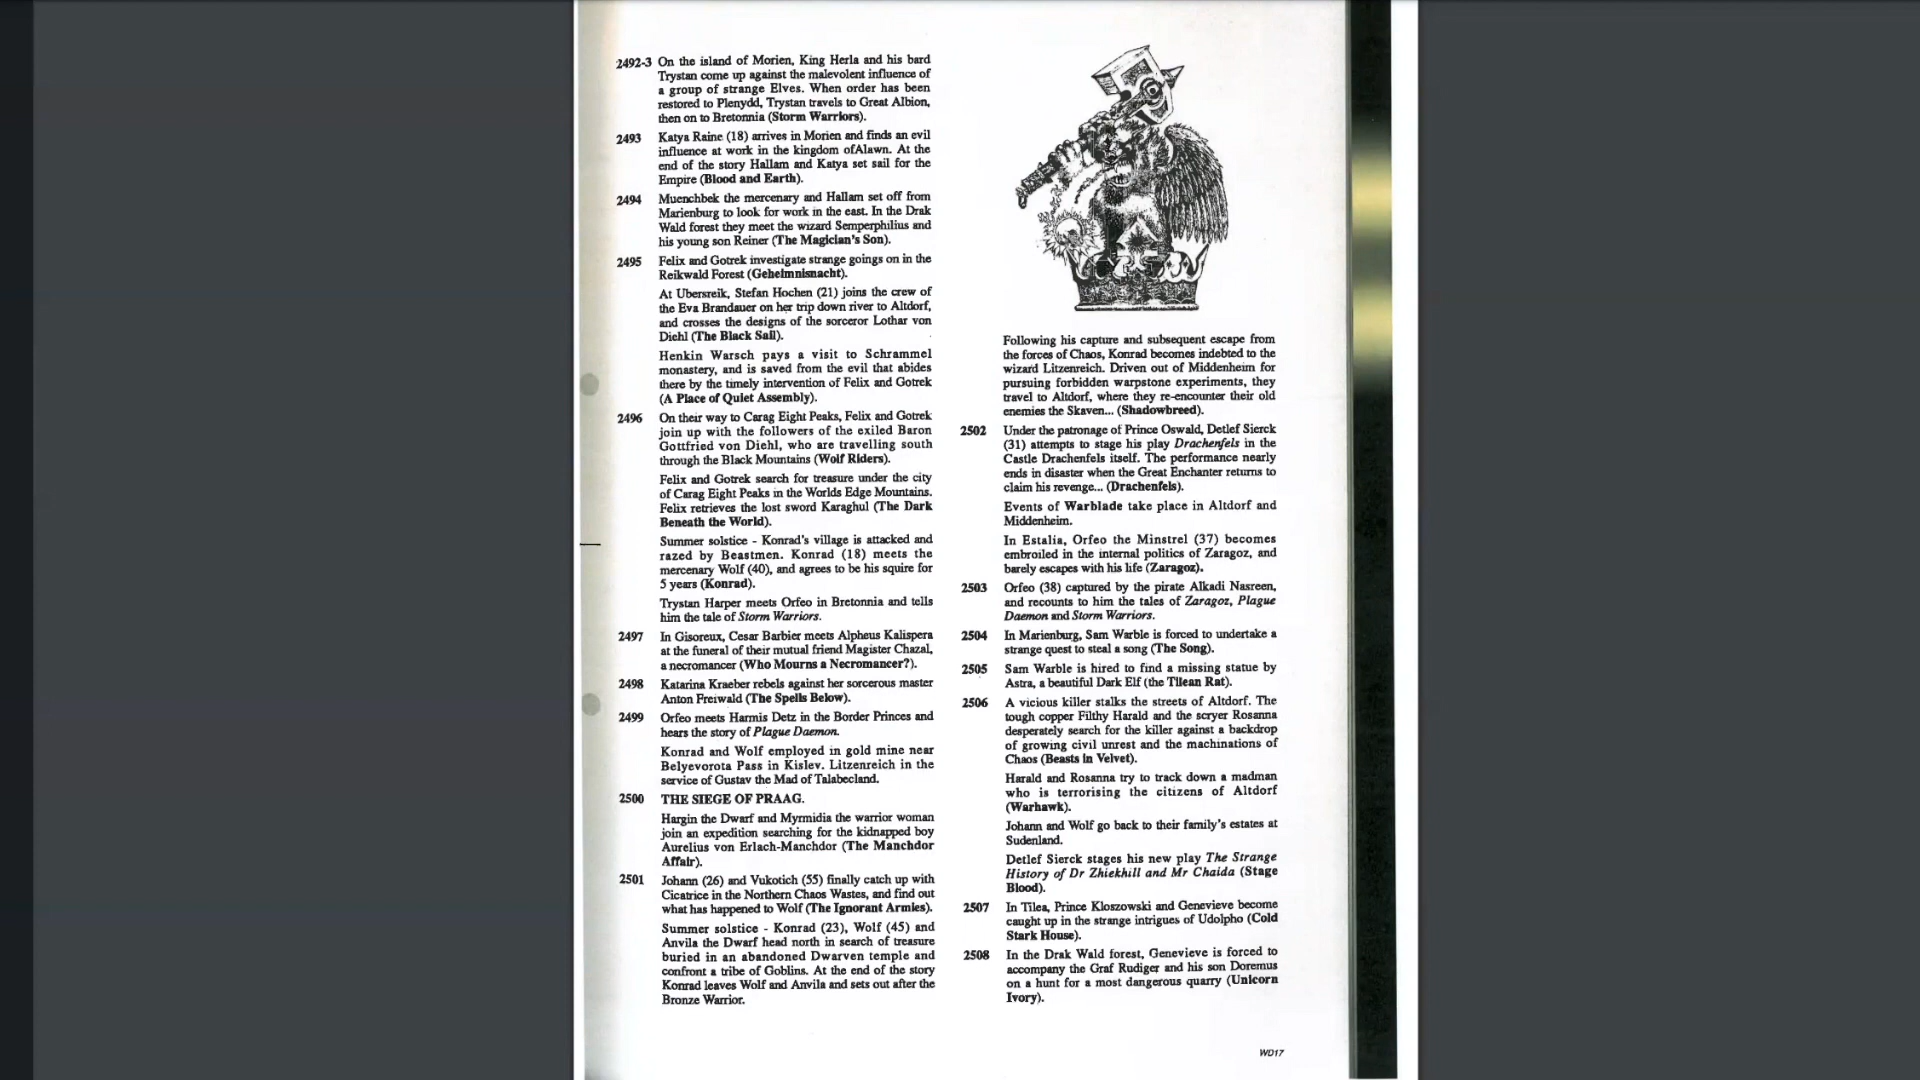 2492-3 On the island of Morien, King Herla and his bard
Trystan come up against the malevolent influence of
a group of strange Elves. When order has been
restored to Plenydd, Trystan travels to Great Albion,
then on to Bretonnia (Storm Warriors).
2493 Katya Raine (18) arrives in Morien and finds an evil
influence at work in the kingdom ofAlawn. At the
end of the story Hallam and Katya set sail for the
Empire (Blood and Earth).
2494 Muenchbek the mercenary and Hallam set off from
Marienburg to look for work in the east. In the Drak
Wald forest they meet the wizard Semperphilius and
his young son Reiner (The Magician's Son).
2495 Felix and Gotrek investigate strange goings on in the
Reikwald Forest (Geheimnisnacht).
At Ubersreik, Stefan Hochen (21) joins the crew of
the Eva Brandauer on her trip down river to Altdorf,
and crosses the designs of the sorceror Lothar von
Diehl (The Black Sail).
Henkin Warsch pays a visit to Schrammel
monastery, and is saved from the evil that abides
there by the timely intervention of Felix and Gotrek
(A Place of Quiet Assembly).
2496 On their way to Carag Eight Peaks, Felix and Gotrek
join up with the followers of the exiled Baron
Gottfried von Diehl, who are travelling south
through the Black Mountains (Wolf Riders).
Felix and Gotrek search for treasure under the city
of Carag Eight Peaks in the Worlds Edge Mountains.
Felix retrieves the lost sword Karaghul (The Dark
Beneath the World).
Summer solstice - Konrad's village is attacked and
razed by Beastmen. Konrad (18) meets the
mercenary Wolf (40), and agrees to be his squire for
5 years (Konrad).
Trystan Harper meets Orfeo in Bretonnia and tells
him the tale of Storm Warriors.
2497 In Gisoreux, Cesar Barbier meets Alpheus Kalispera
at the funeral of their mutual friend Magister Chazal,
a necromancer (Who Mourns a Necromancer?).
2498 Katarina Kraeber rebels against her sorcerous master
Anton Freiwald (The Spells Below).
2499 Orfeo meets Harmis Detz in the Border Princes and
hears the story of Plague Daemon.
Konrad and Wolf employed in gold mine near
Belyevorota Pass in Kislev. Litzenreich in the
service of Gustav the Mad of Talabecland.
2500 THE SIEGE OF PRAAG.
Hargin the Dwarf and Myrmidia the warrior woman
join an expedition searching for the kidnapped boy
Aurelius von Erlach-Manchdor (The Manchdor
Affair).
2501 Johann (26) and Vukotich (55) finally catch up with
Cicatrice in the Northern Chaos Wastes, and find out
what has happened to Wolf (The Ignorant Armies).
Summer solstice - Konrad (23), Wolf (45) and
Anvila the Dwarf head north in search of treasure
buried in an abandoned Dwarven temple and
confront a tribe of Goblins. At the end of the story
Konrad leaves Wolf and Anvila and sets out after the
Bronze Warrior.
Following his capture and subsequent escape from
the forces of Chaos, Konrad becomes indebted to the
wizard Litzenreich. Driven out of Middenheim for
pursuing forbidden warpstone experiments, they
travel to Altdorf, where they re-encounter their old
enemies the Skaven... (Shadowbreed).
2502 Under the patronage of Prince Oswald, Detlef Sierck
(31) attempts to stage his play Drachenfels in the
Castle Drachenfels itself. The performance nearly
ends in disaster when the Great Enchanter returns to
claim his revenge... (Drachenfels).
Events of Warblade take place in Altdorf and
Middenheim.
In Estalia, Orfeo the Minstrel (37) becomes
embroiled in the internal politics of Zaragoz, and
barely escapes with his life (Zaragoz).
2503 Orfeo (38) captured by the pirate Alkadi Nasreen,
and recounts to him the tales of Zaragoz, Plague
Daemon and Storm Warriors.
2504 In Marienburg, Sam Warble is forced to undertake a
strange quest to steal a song (The Song).
2505 Sam Warble is hired to find a missing statue by
Astra, a beautiful Dark Elf (the Tilean Rat).
2506 A vicious killer stalks the streets of Altdorf. The
tough copper Filthy Harald and the scryer Rosanna
desperately search for the killer against a backdrop
of growing civil unrest and the machinations of
Chaos (Beasts in Velvet).
Harald and Rosanna try to track down a madman
who is terrorising the citizens of Altdorf
(Warhawk).
Johann and Wolf go back to their family's estates at
Sudenland.
Detlef Sierck stages his new play The Strange
History of Dr Zhiekhill and Mr Chaida (Stage
Blood).
2507 In Tilea, Prince Kloszowski and Genevieve become
caught up in the strange intrigues of Udolpho (Cold
Stark House).
2508 In the Drak Wald forest, Genevieve is forced to
accompany the Graf Rudiger and his son Doremus
on a hunt for a most dangerous quarry (Unicorn
Ivory).
WD17